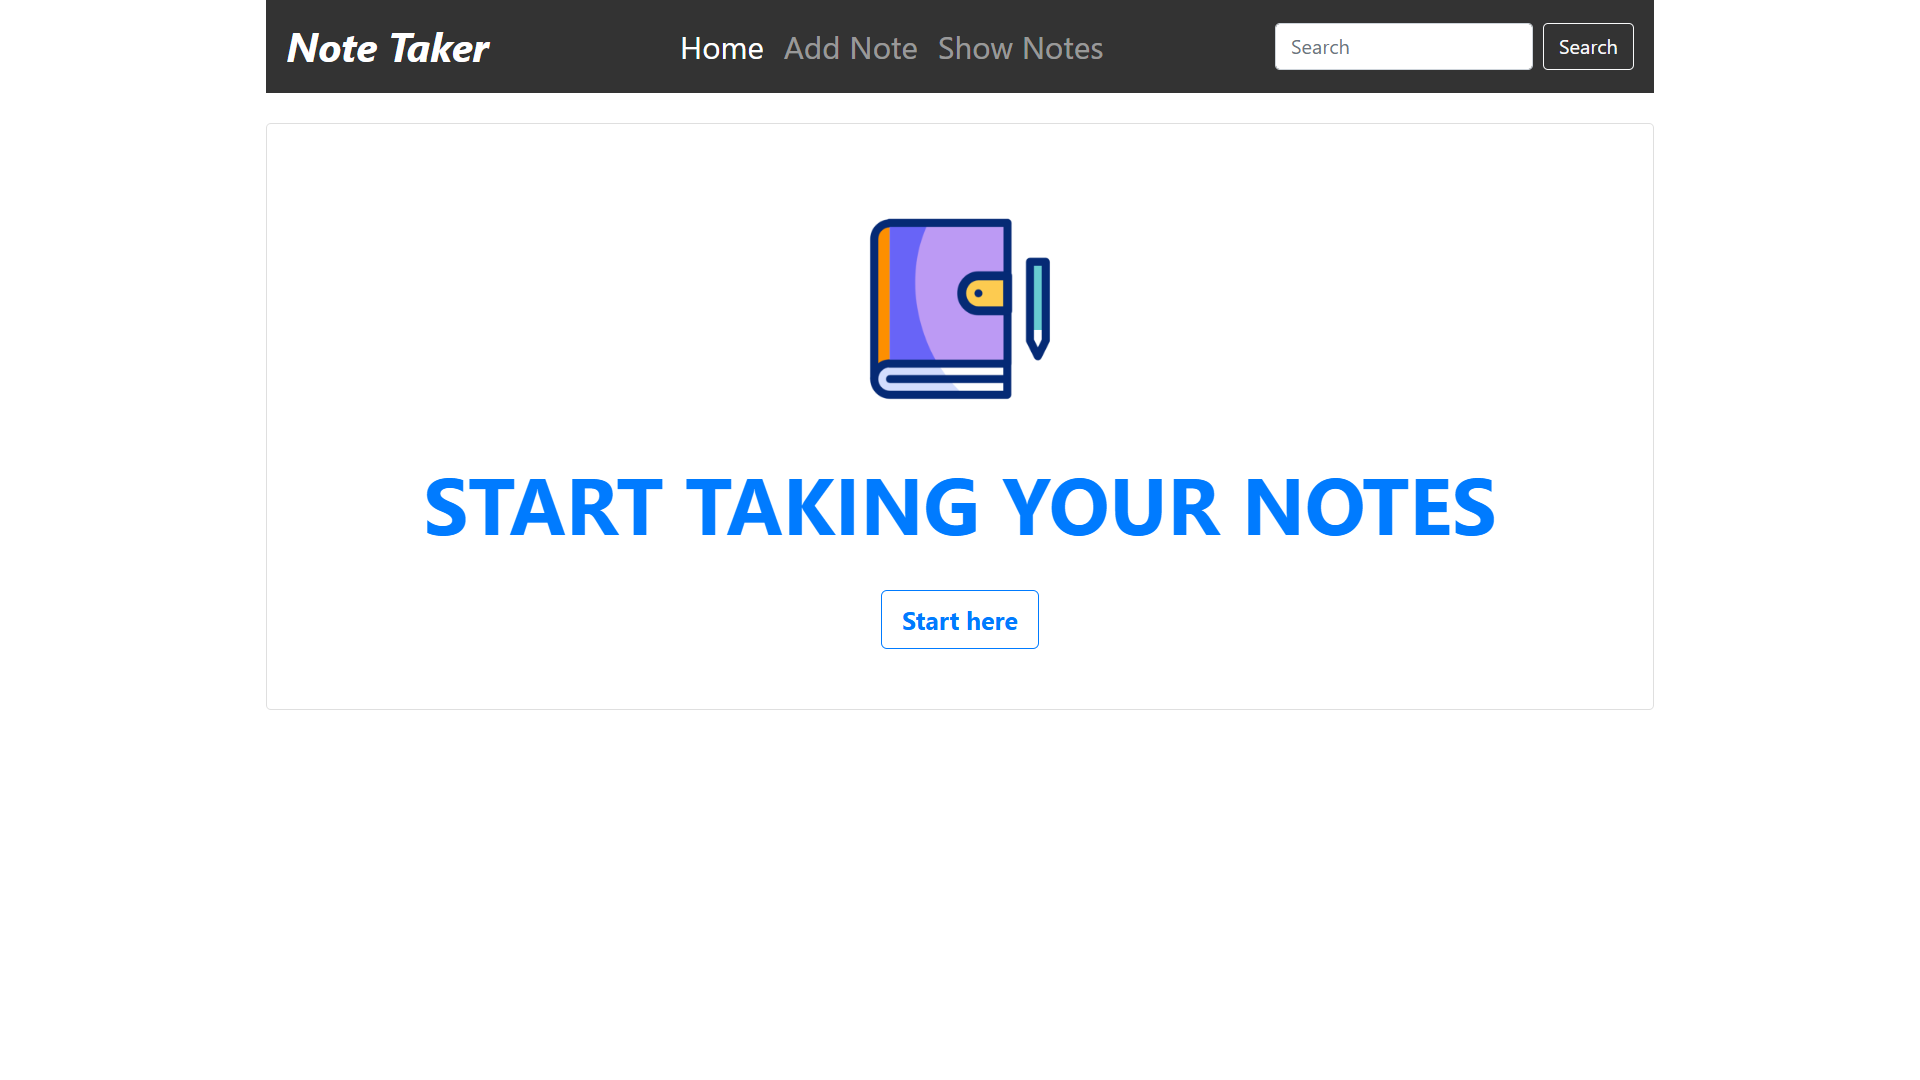 Note Taker
Home Add Note Show Notes
Search Search
START TAKING YOUR NOTES
Start here